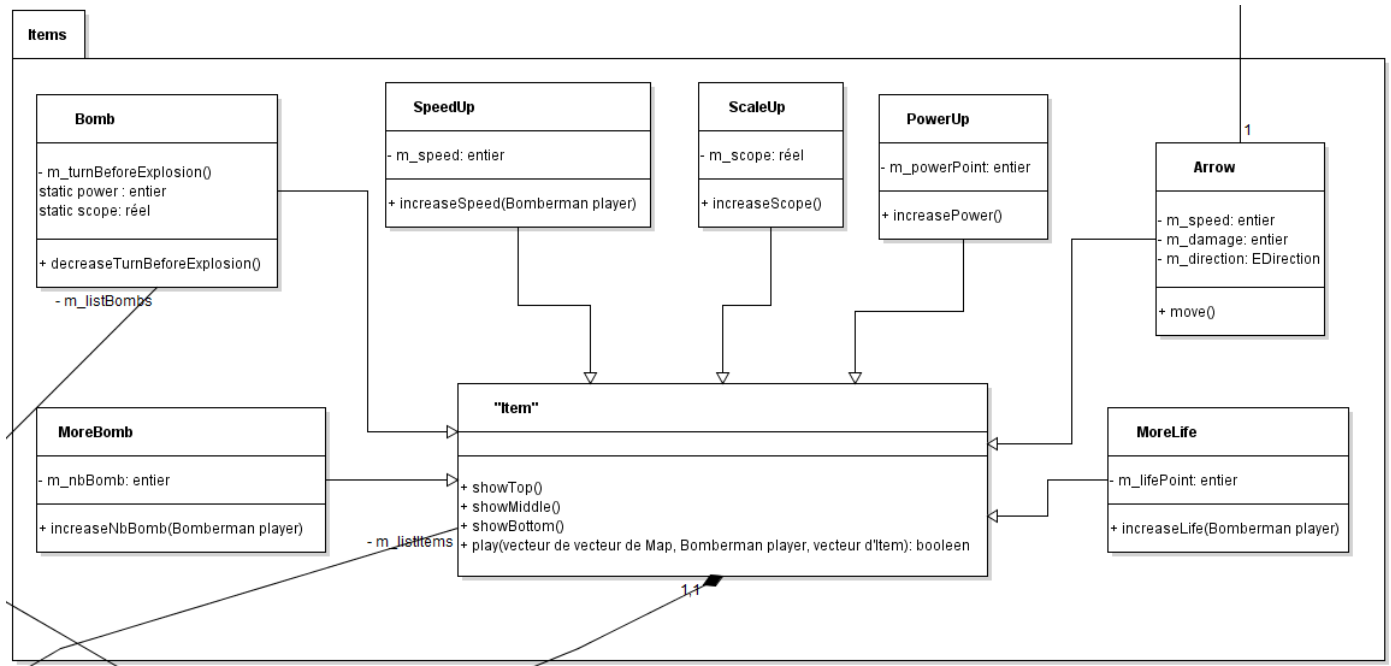 Items
Bomb
- m_turnBeforeExplosion()
static power : entier
static scope: réel
+ decreaseTurnBeforeExplosion()
- m_listBombs
SpeedUp
- m_speed: entier
+ increaseSpeed(Bomberman player)
ScaleUp
- m_scope: réel
+ increaseScope()
PowerUp
- m_powerPoint: entier
+ increasePower()
1
Arrow
- m_speed: entier
- m_damage: entier
- m_direction: EDirection
+ move()
MoreBomb
- m_nbBomb: entier
+ increaseNbBomb(Bomberman player)
"Item"
+ showTop()
+ showMiddle()
+ showBottom()
+ play(vecteur de vecteur de Map, Bomberman player, vecteur d'Item): booleen
- m_listItems
1,1
MoreLife
- m_lifePoint: entier
+ increaseLife(Bomberman player)